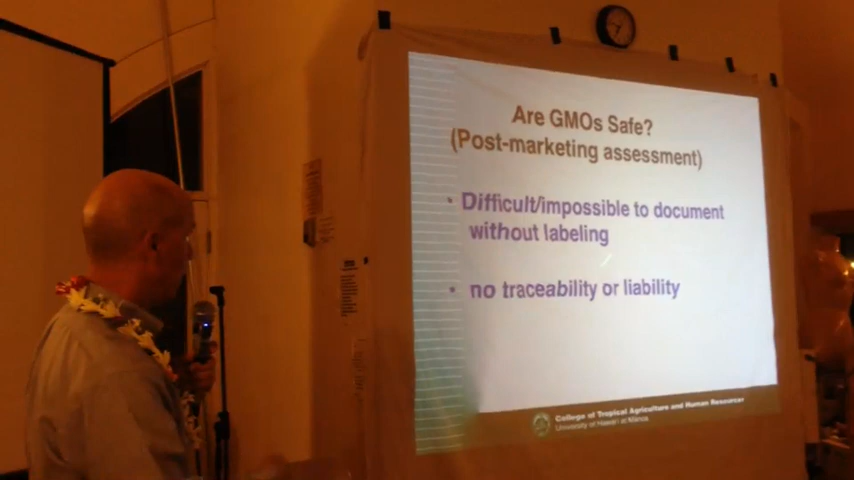 Are GMOs Safe?
(Post-marketing assessment)
• Difficult/impossible to document
without labeling
• no traceability or liability
College of Tropical Agriculture and Human Resources
University of Hawai‘i at Mānoa